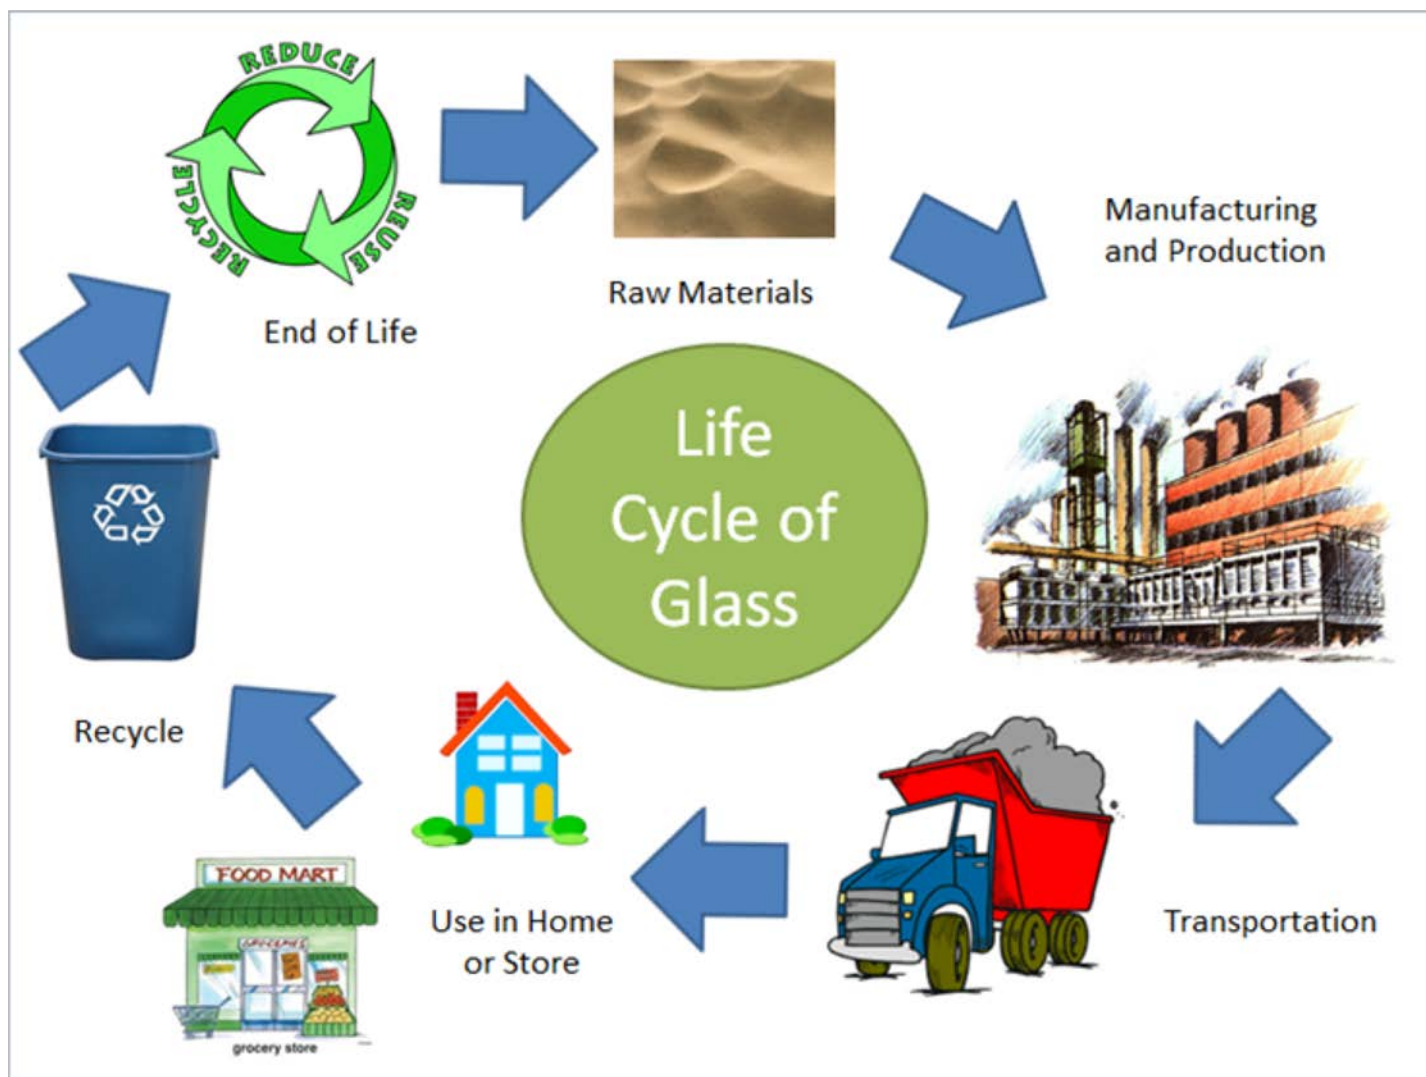 REDUCE
REUSE
RECYCLE
End of Life
Raw Materials
Manufacturing
and Production
Life
Cycle of
Glass
Transportation
Use in Home
or Store
FOOD MART
GROCERIES
grocery store
Recycle